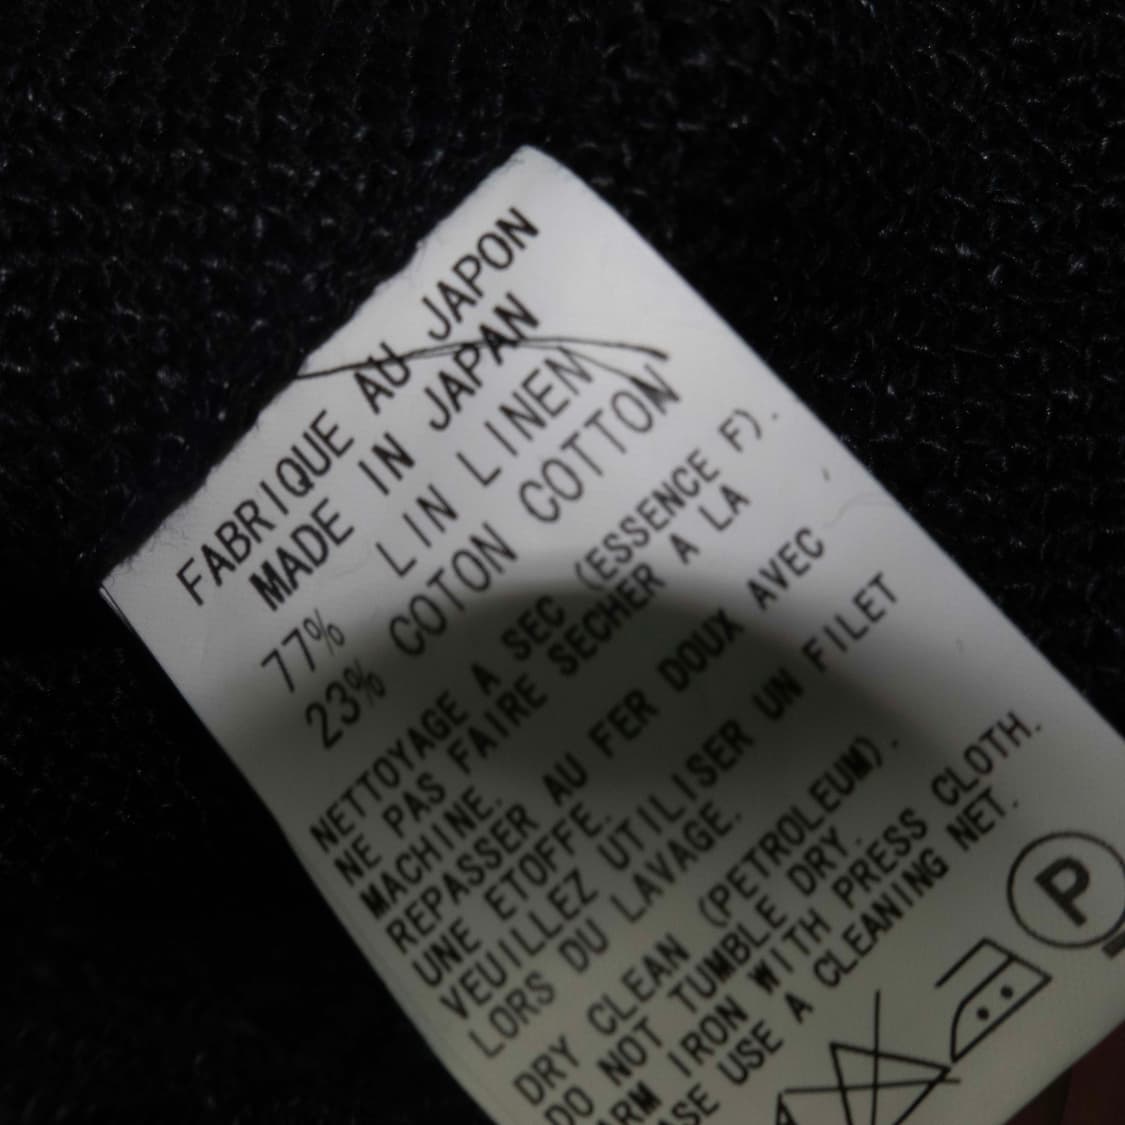 FABRIQUE AU JAPON
MADE IN JAPAN
77% LIN LINEN
23% COTON COTTON
NETTOYAGE A SEC (ESSENCE F).
NE PAS FAIRE SECHER A LA
MACHINE.
REPASSER AU FER DOUX AVEC
UNE ETOFFE.
VEUILLEZ UTILISER UN FILET
LORS DU LAVAGE.
DRY CLEAN (PETROLEUM).
DO NOT TUMBLE DRY.
ARM IRON WITH PRESS CLOTH.
ASE USE A CLEANING NET.
P